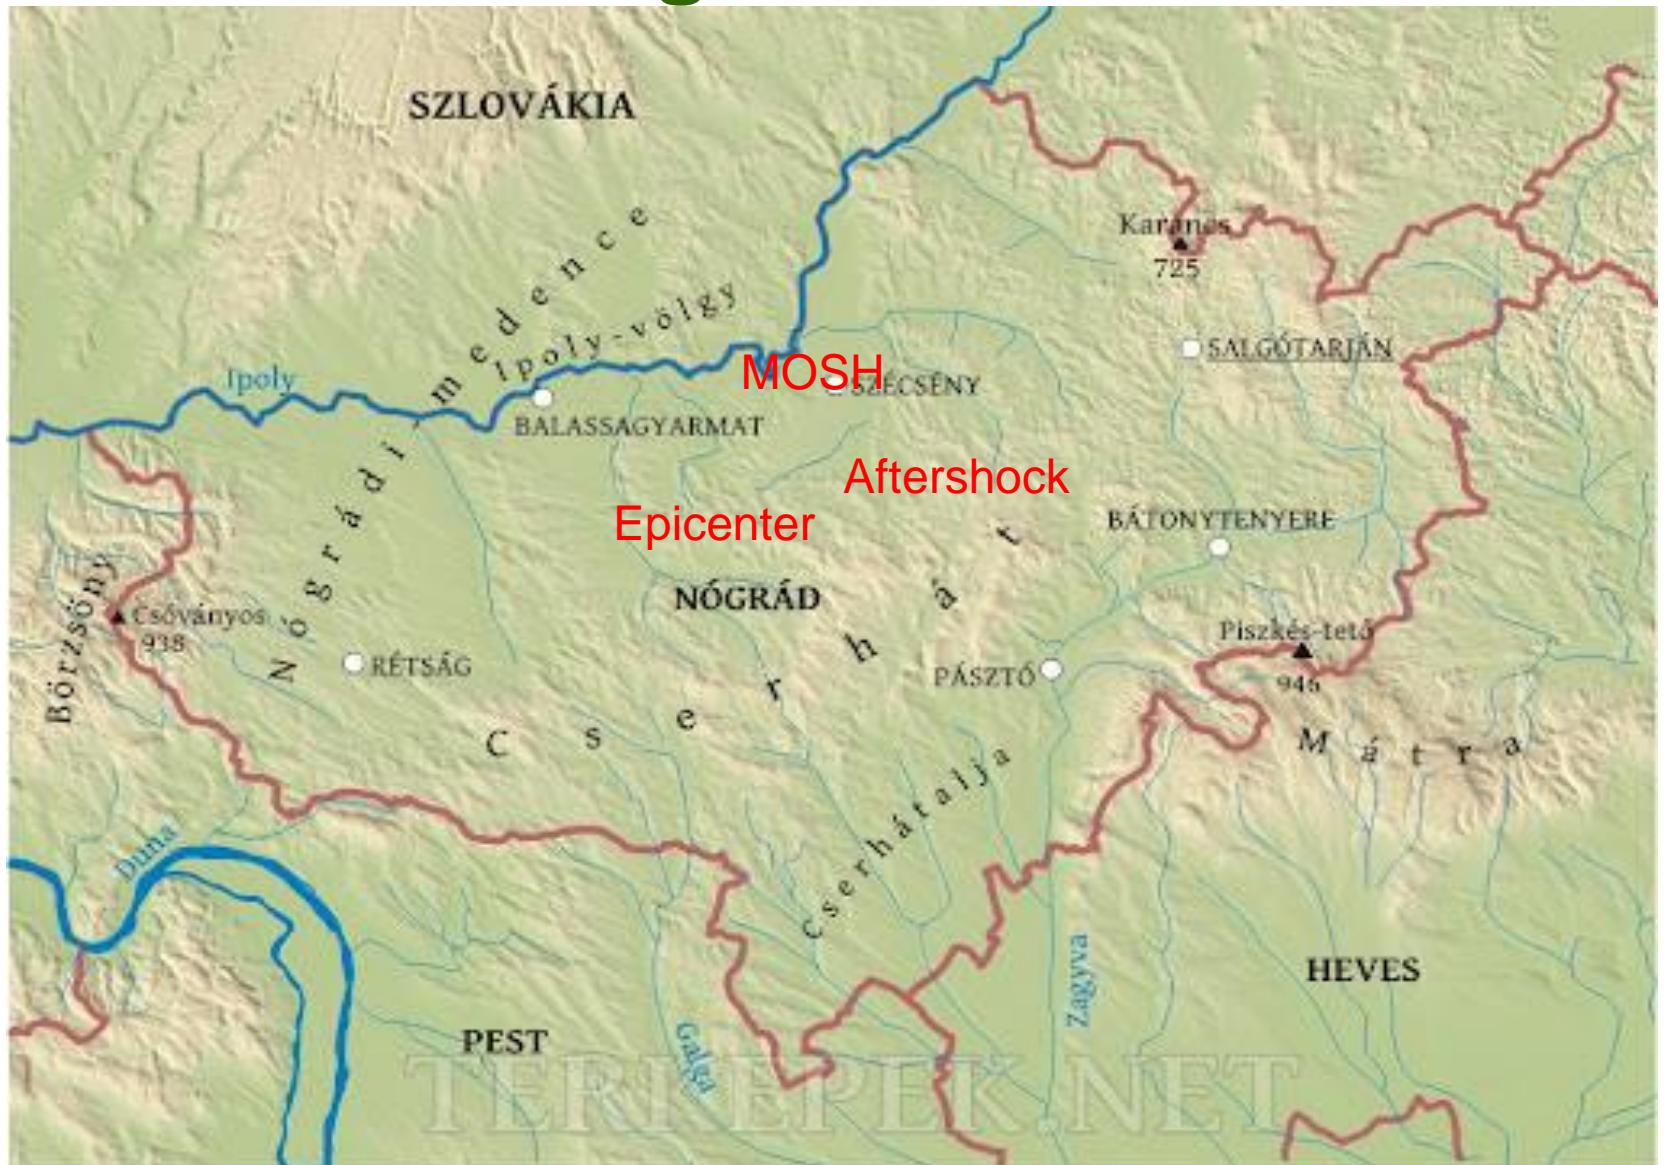 SZLOVÁKIA
Karancs
725
Nógrádi-medence
Ipoly-völgy
Ipoly
MOSH
SALGÓTARJÁN
SZÉCSÉNY
BALASSAGYARMAT
Aftershock
Epicenter
BÁTONYTENYERE
NÓGRÁD
Börzsöny
Csóványos
938
RÉTSÁG
Piszkés-tető
946
PÁSZTÓ
Cserhát
Mátra
Cserhátalja
Duna
Zagyva
HEVES
PEST
Galga
TERKEPEK.NET